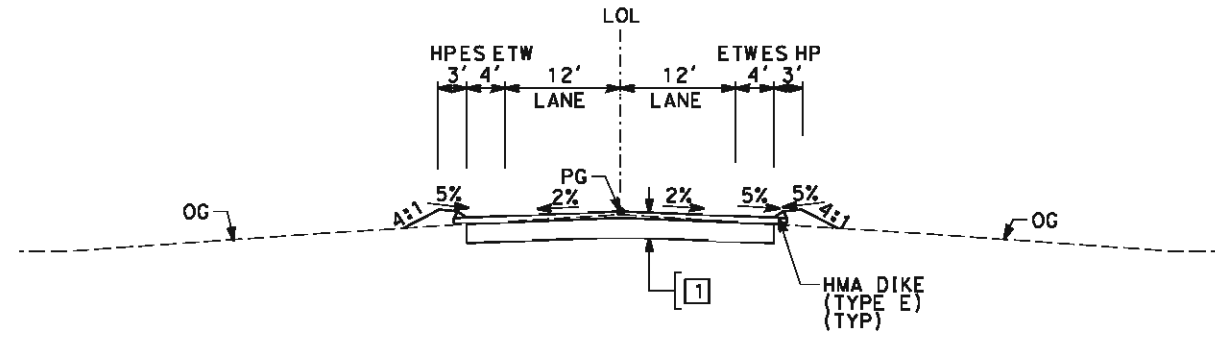 LOL
HP ES ETW
ETW ES HP
3' 4' 12' 12' 4' 3'
LANE LANE
PG
5% 2% 2% 5% 5%
4:1 4:1
OG
OG
1
HMA DIKE
(TYPE E)
(TYP)